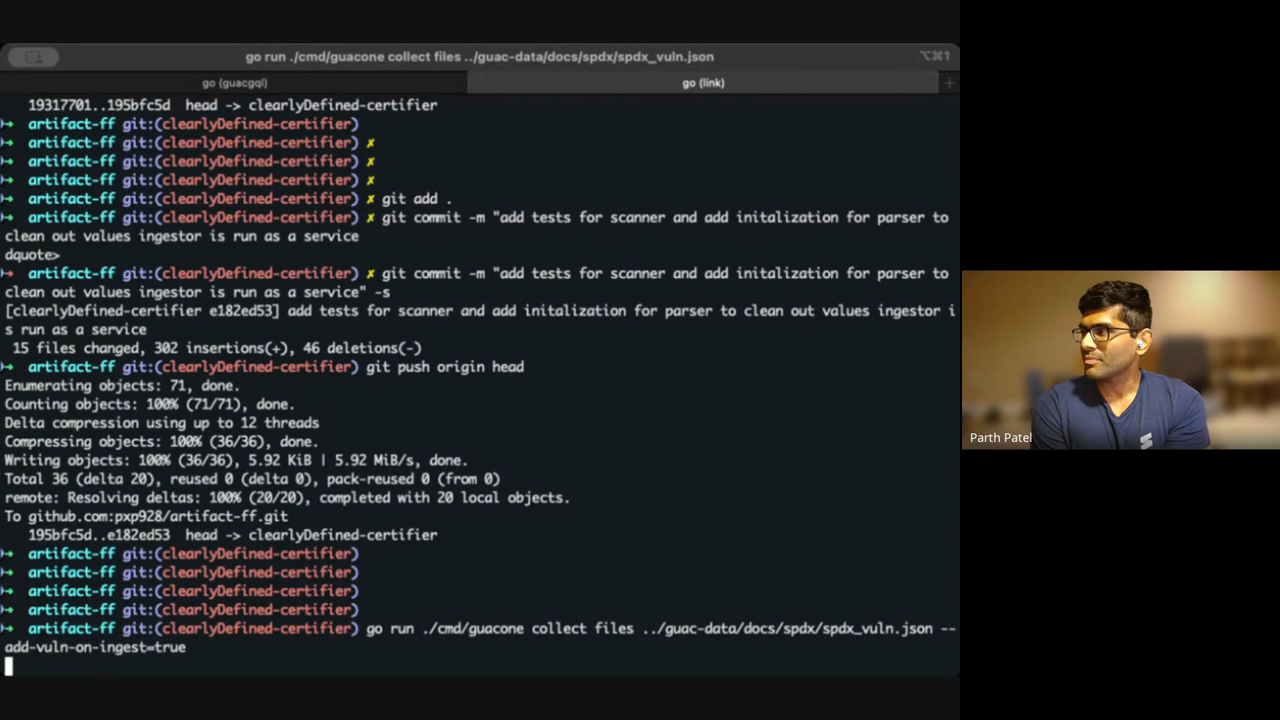 go run ./cmd/guacone collect files ../guac-data/docs/spdx/spdx_vuln.json
⌥⌘1
go (guacgql)
go (link)
+
19317701..195bfc5d  head -> clearlyDefined-certifier
➜ artifact-ff git:(clearlyDefined-certifier)
➜ artifact-ff git:(clearlyDefined-certifier) ✗
➜ artifact-ff git:(clearlyDefined-certifier) ✗
➜ artifact-ff git:(clearlyDefined-certifier) ✗
➜ artifact-ff git:(clearlyDefined-certifier) ✗ git add .
➜ artifact-ff git:(clearlyDefined-certifier) ✗ git commit -m "add tests for scanner and add initalization for parser to
clean out values ingestor is run as a service
dquote>
➜ artifact-ff git:(clearlyDefined-certifier) ✗ git commit -m "add tests for scanner and add initalization for parser to
clean out values ingestor is run as a service" -s
[clearlyDefined-certifier e182ed53] add tests for scanner and add initalization for parser to clean out values ingestor i
s run as a service
15 files changed, 302 insertions(+), 46 deletions(-)
➜ artifact-ff git:(clearlyDefined-certifier) git push origin head
Enumerating objects: 71, done.
Counting objects: 100% (71/71), done.
Delta compression using up to 12 threads
Compressing objects: 100% (36/36), done.
Writing objects: 100% (36/36), 5.92 KiB | 5.92 MiB/s, done.
Total 36 (delta 20), reused 0 (delta 0), pack-reused 0 (from 0)
remote: Resolving deltas: 100% (20/20), completed with 20 local objects.
To github.com:pxp928/artifact-ff.git
195bfc5d..e182ed53  head -> clearlyDefined-certifier
➜ artifact-ff git:(clearlyDefined-certifier)
➜ artifact-ff git:(clearlyDefined-certifier)
➜ artifact-ff git:(clearlyDefined-certifier)
➜ artifact-ff git:(clearlyDefined-certifier)
➜ artifact-ff git:(clearlyDefined-certifier) go run ./cmd/guacone collect files ../guac-data/docs/spdx/spdx_vuln.json --
add-vuln-on-ingest=true
Parth Patel